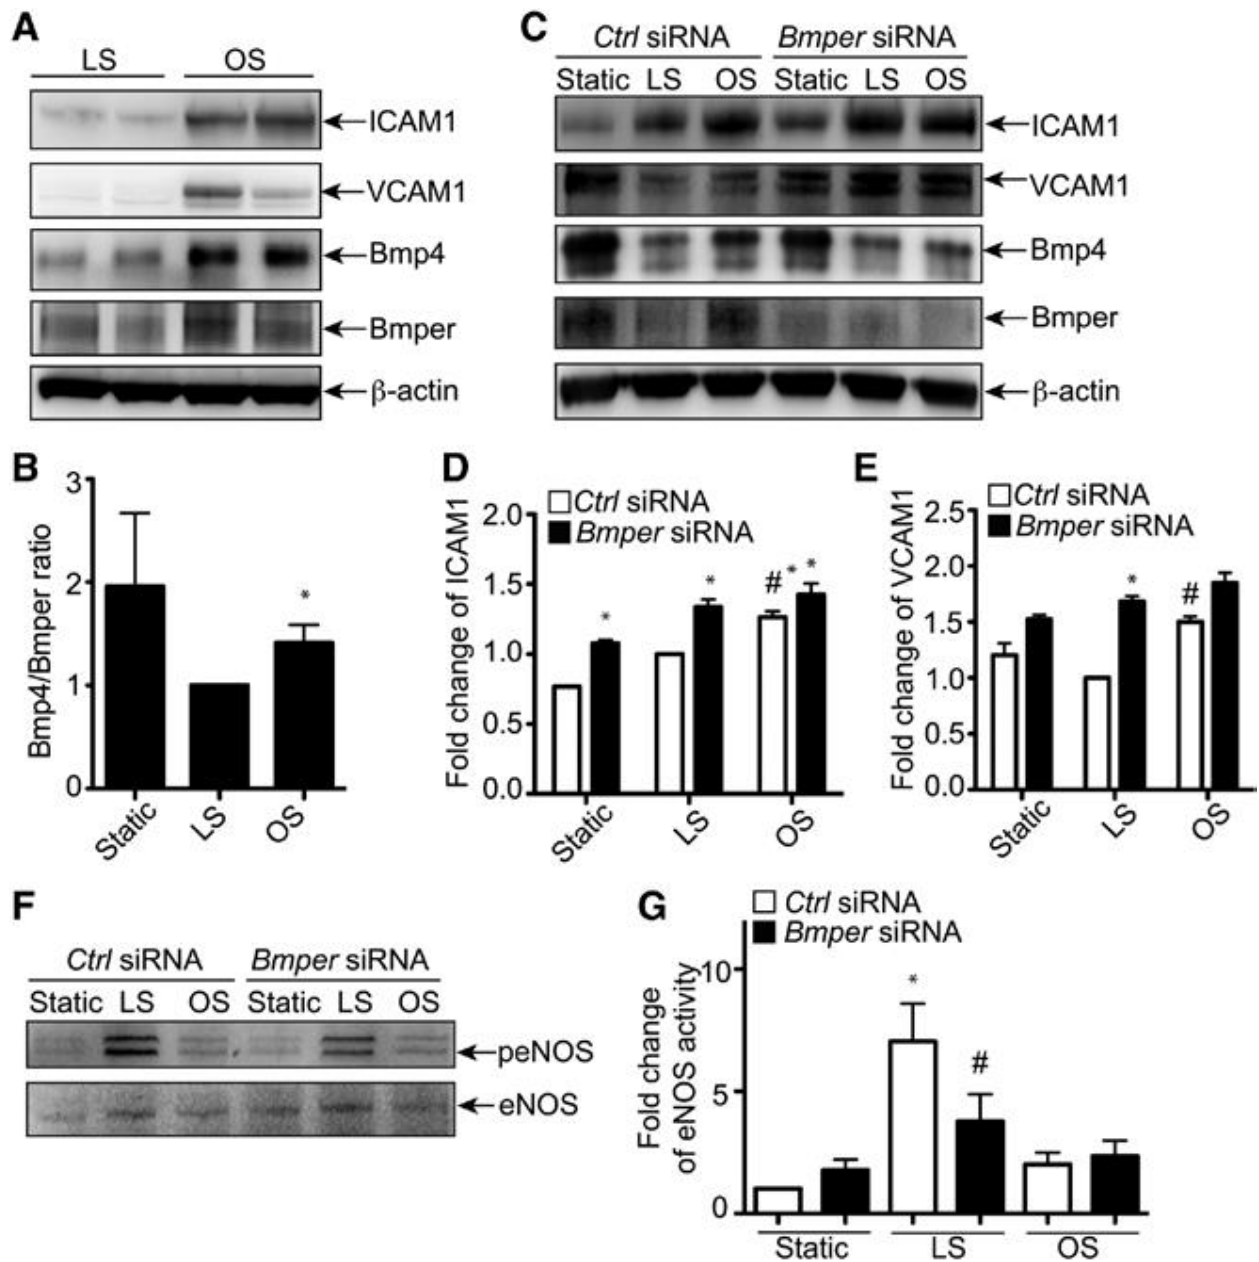 A
LS OS
ICAM1
VCAM1
Bmp4
Bmper
β-actin
C
Ctrl siRNA Bmper siRNA
Static LS OS Static LS OS
ICAM1
VCAM1
Bmp4
Bmper
β-actin
B
Bmp4/Bmper ratio
3
2
1
0
*
Static LS OS
D
Ctrl siRNA
Bmper siRNA
Fold change of ICAM1
2.0
1.5
1.0
0.5
0.0
* * # * *
Static LS OS
E
Ctrl siRNA
Bmper siRNA
Fold change of VCAM1
2.5
2.0
1.5
1.0
0.5
0.0
* #
Static LS OS
F
Ctrl siRNA Bmper siRNA
Static LS OS Static LS OS
peNOS
eNOS
G
Ctrl siRNA
Bmper siRNA
Fold change
of eNOS activity
10
5
0
* #
Static LS OS